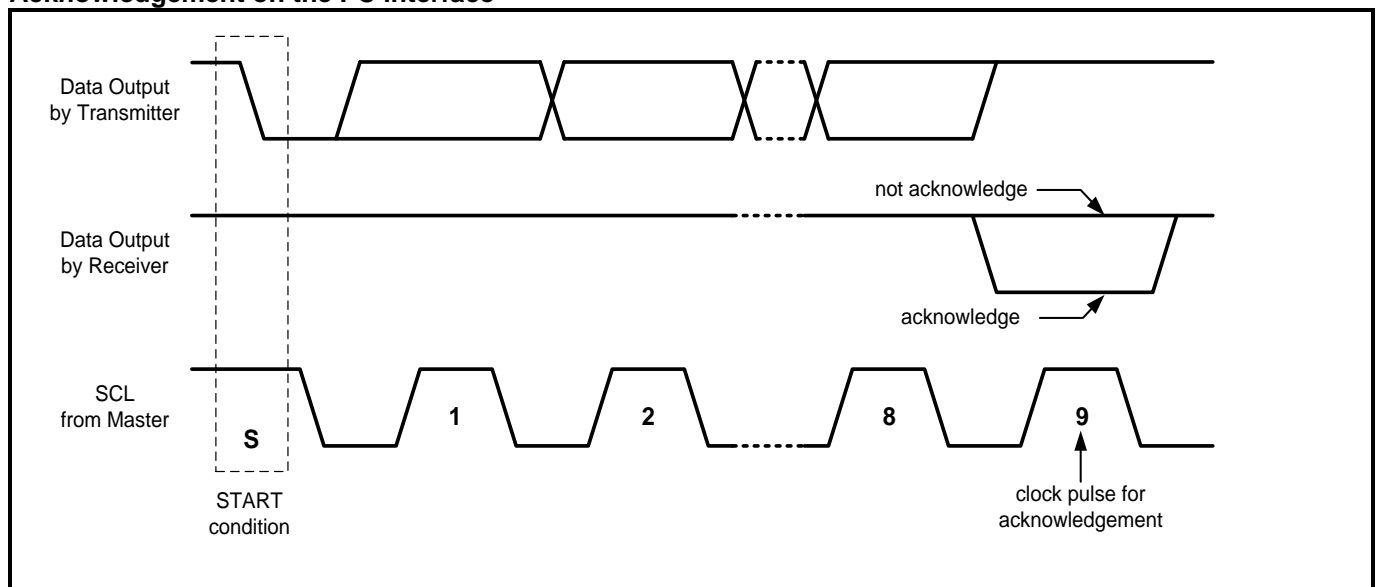 Data Output
by Transmitter
not acknowledge
Data Output
by Receiver
acknowledge
SCL
from Master
S
1
2
8
9
START
condition
clock pulse for
acknowledgement